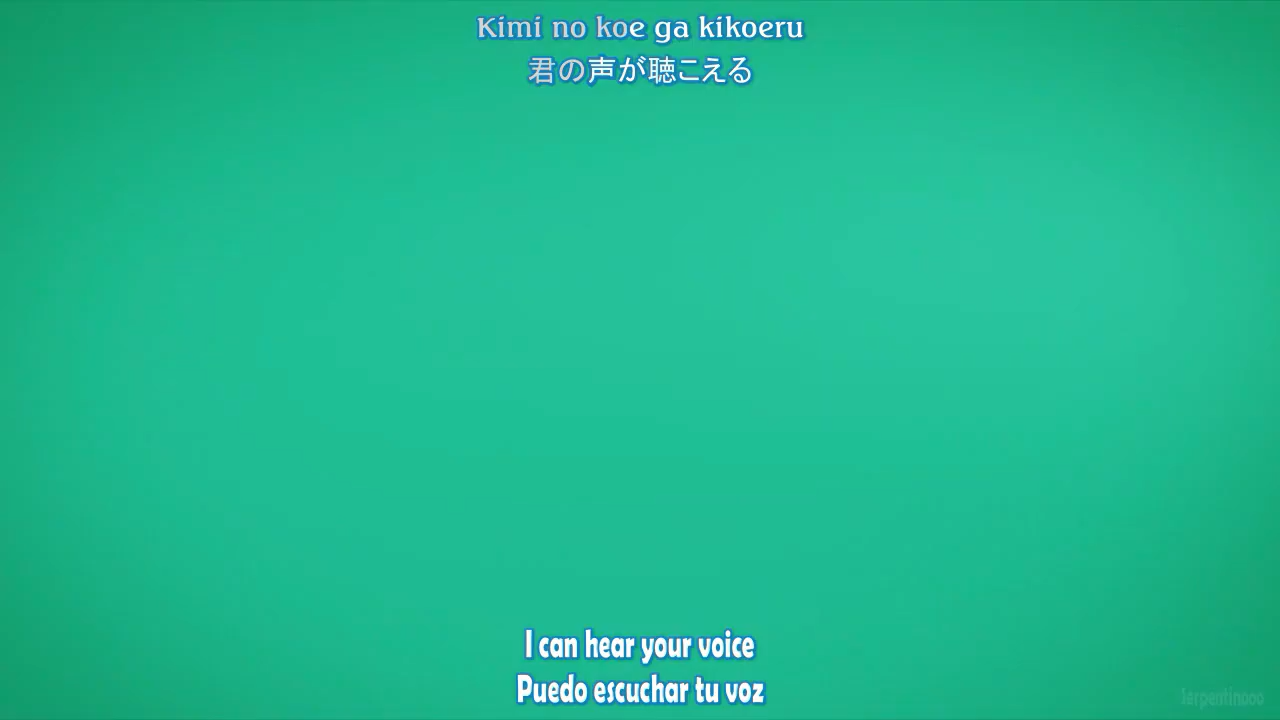 Kimi no koe ga kikoeru
君の声が聴こえる
I can hear your voice
Puedo escuchar tu voz